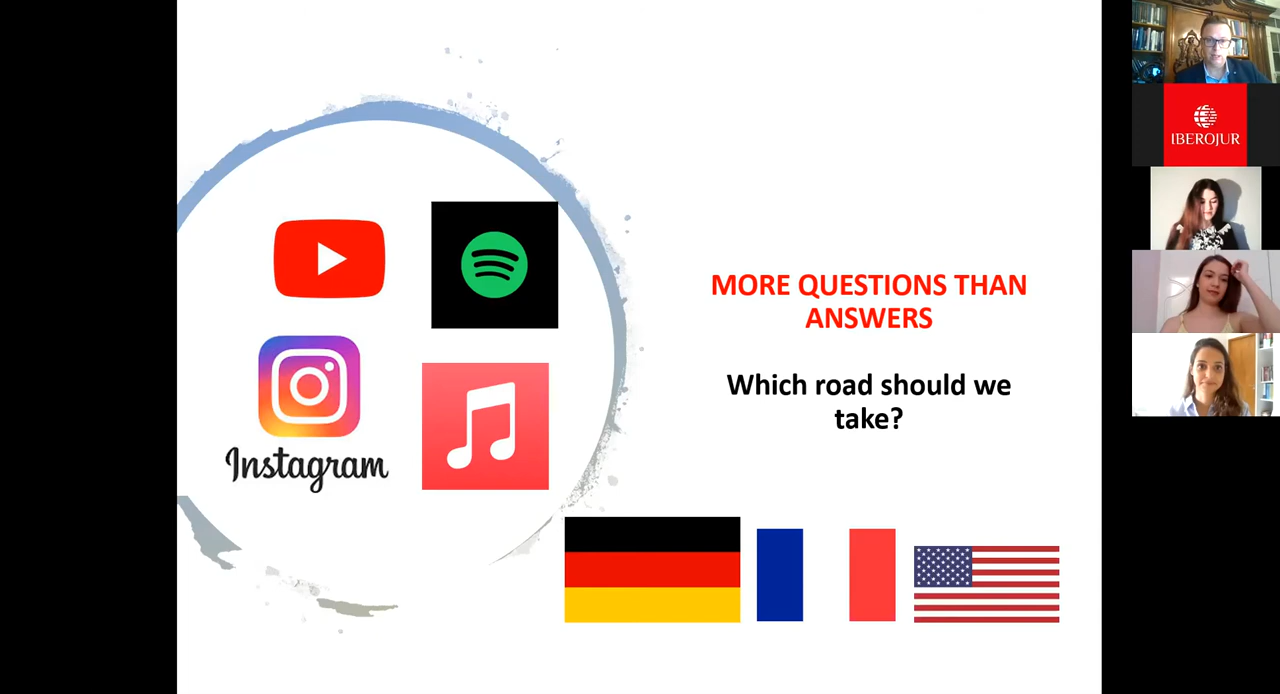 IBEROJUR
MORE QUESTIONS THAN
ANSWERS
Which road should we
take?
Instagram